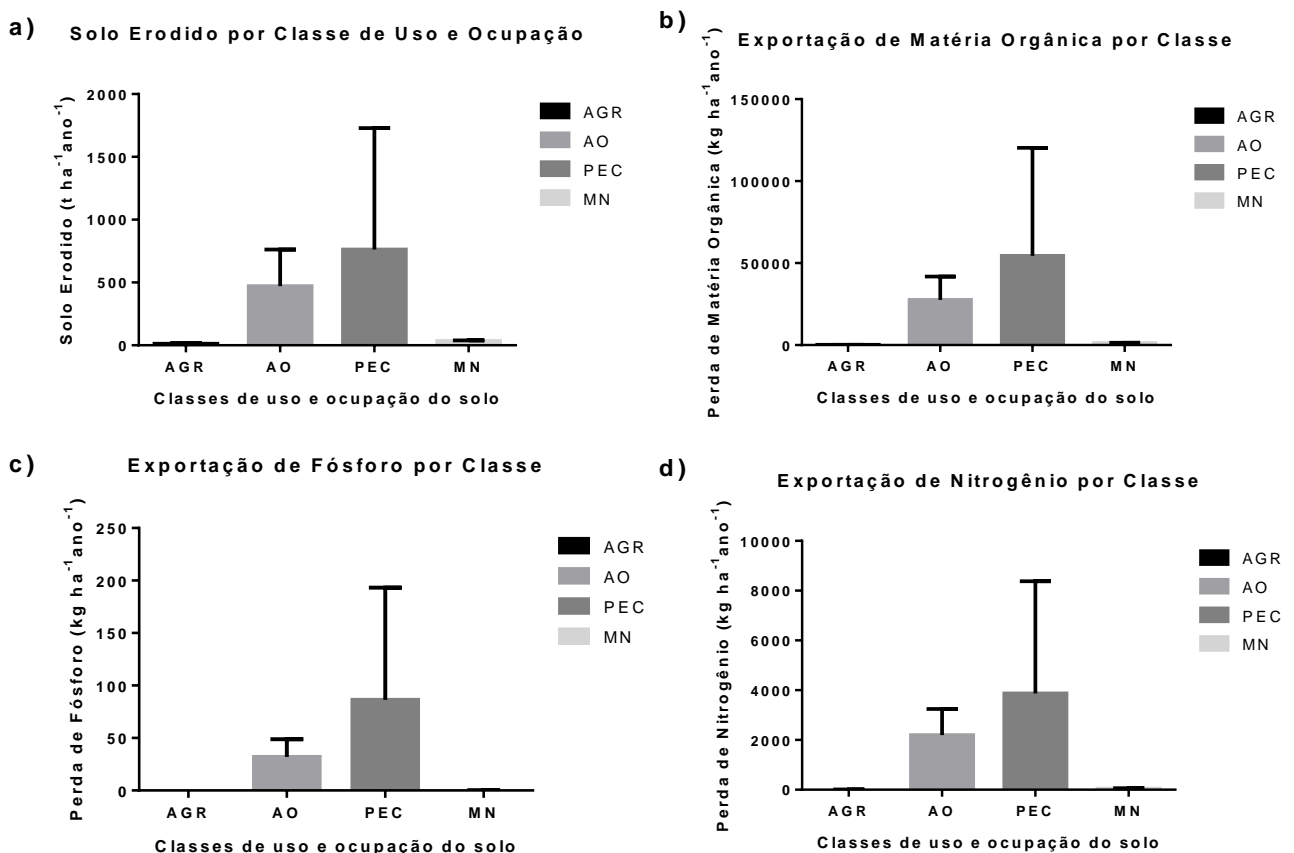 a)
Solo Erodido por Classe de Uso e Ocupação
Solo Erodido (t ha⁻¹ano⁻¹)
2000
1500
1000
500
0
AGR
AO
PEC
MN
AGR
AO
PEC
MN
Classes de uso e ocupação do solo
b)
Exportação de Matéria Orgânica por Classe
Perda de Matéria Orgânica (kg ha⁻¹ano⁻¹)
150000
100000
50000
0
AGR
AO
PEC
MN
AGR
AO
PEC
MN
Classes de uso e ocupação do solo
c)
Exportação de Fósforo por Classe
Perda de Fósforo (kg ha⁻¹ano⁻¹)
250
200
150
100
50
0
AGR
AO
PEC
MN
AGR
AO
PEC
MN
Classes de uso e ocupação do solo
d)
Exportação de Nitrogênio por Classe
Perda de Nitrogênio (kg ha⁻¹ano⁻¹)
10000
8000
6000
4000
2000
0
AGR
AO
PEC
MN
AGR
AO
PEC
MN
Classes de uso e ocupação do solo